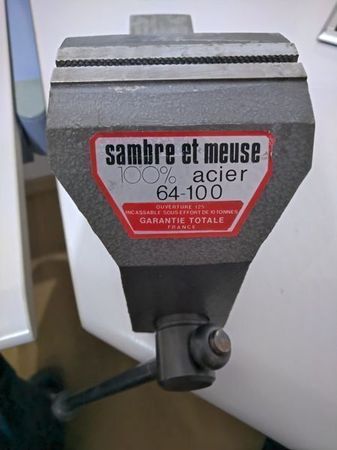 sambre et meuse
100% acier
64-100
OUVERTURE 125
INCASSABLE SOUS EFFORT DE 10 TONNES
GARANTIE TOTALE
FRANCE